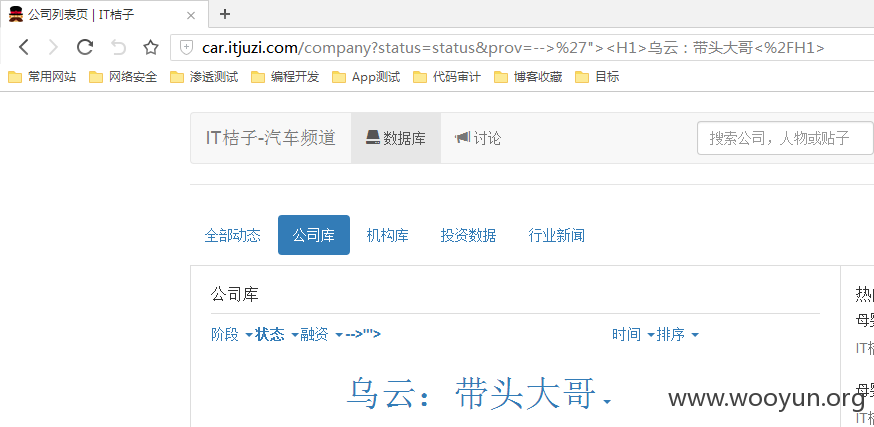 公司列表页 | IT桔子
car.itjuzi.com/company?status=status&prov=-->%27"><H1>乌云：带头大哥<%2FH1>
常用网站 网络安全 渗透测试 编程开发 App测试 代码审计 博客收藏 目标
IT桔子-汽车频道 数据库 讨论 搜索公司，人物或贴子
全部动态 公司库 机构库 投资数据 行业新闻
公司库
阶段 状态 融资 -->'"> 时间 排序
乌云：带头大哥
IT桔
IT桔
www.wooyun.org